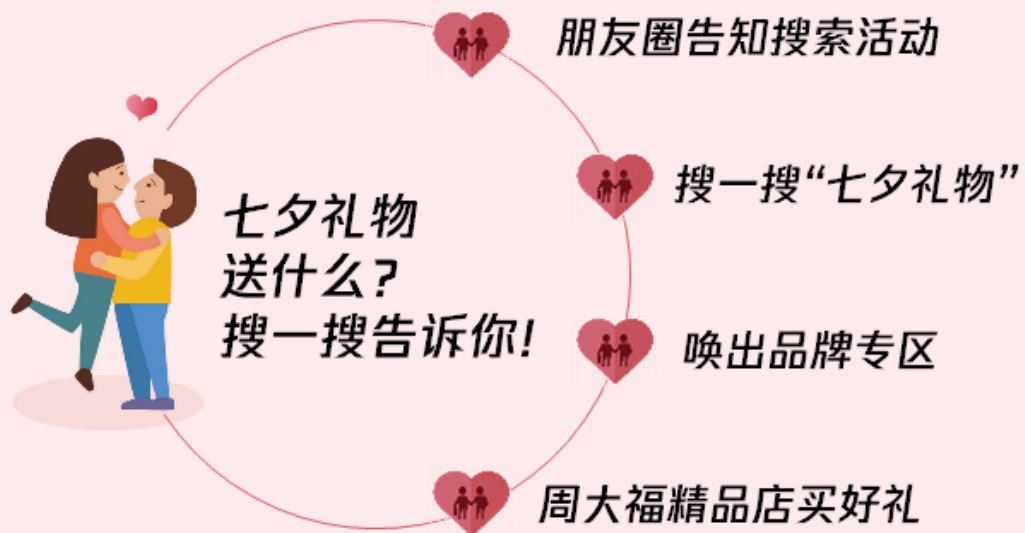 朋友圈告知搜索活动
搜一搜“七夕礼物”
七夕礼物
送什么？
搜一搜告诉你！
唤出品牌专区
周大福精品店买好礼